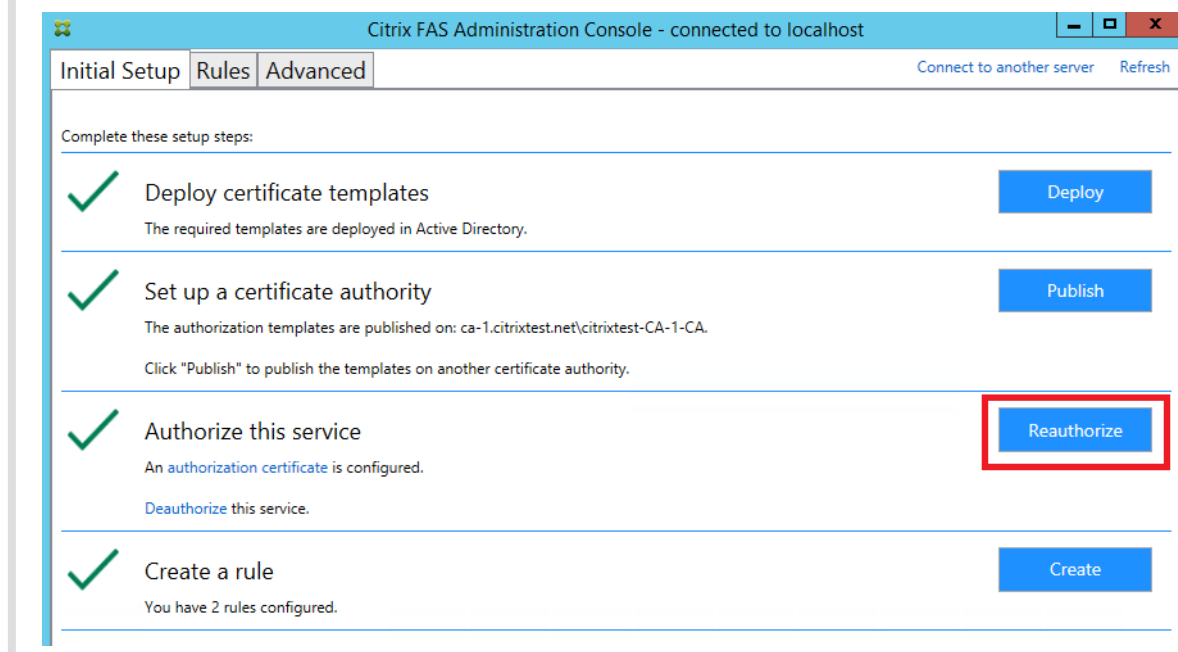 Citrix FAS Administration Console - connected to localhost
Initial Setup Rules Advanced Connect to another server Refresh
Complete these setup steps:
Deploy certificate templates Deploy
The required templates are deployed in Active Directory.
Set up a certificate authority Publish
The authorization templates are published on: ca-1.citrixtest.net\citrixtest-CA-1-CA.
Click "Publish" to publish the templates on another certificate authority.
Authorize this service Reauthorize
An authorization certificate is configured.
Deauthorize this service.
Create a rule Create
You have 2 rules configured.